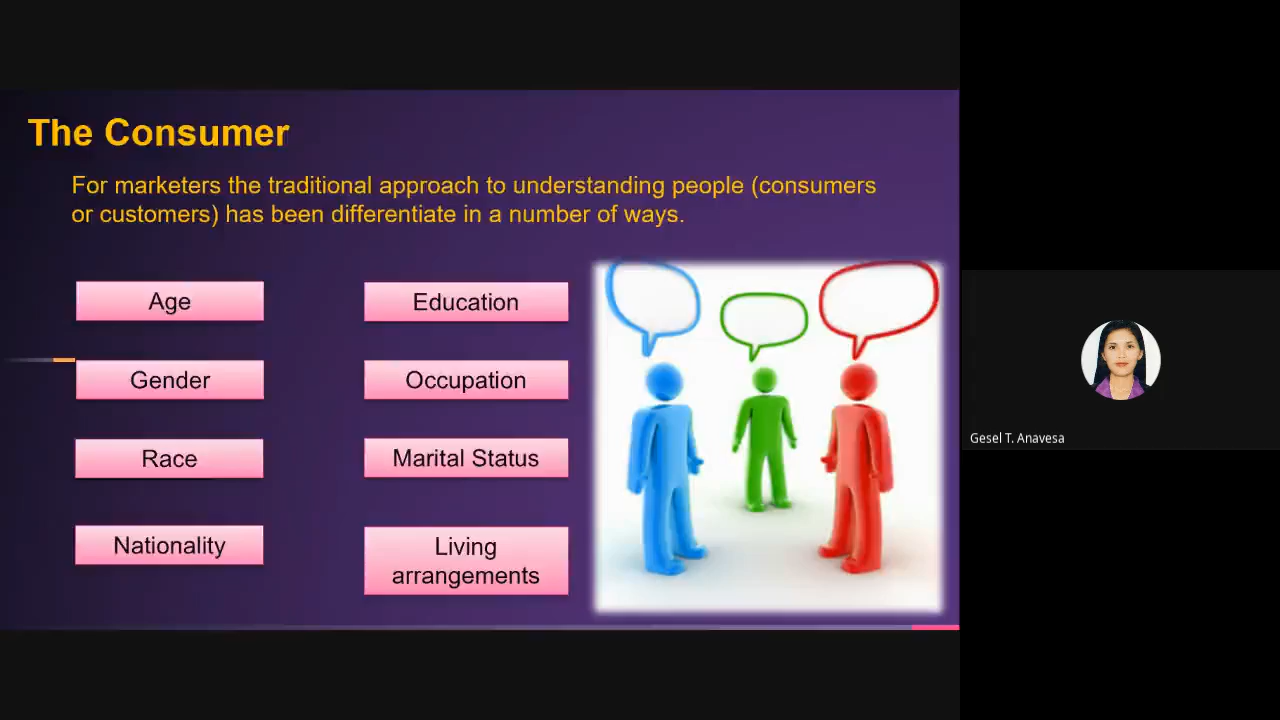 The Consumer
For marketers the traditional approach to understanding people (consumers
or customers) has been differentiate in a number of ways.
Age
Education
Gender
Occupation
Race
Marital Status
Nationality
Living
arrangements
Gesel T. Anavesa